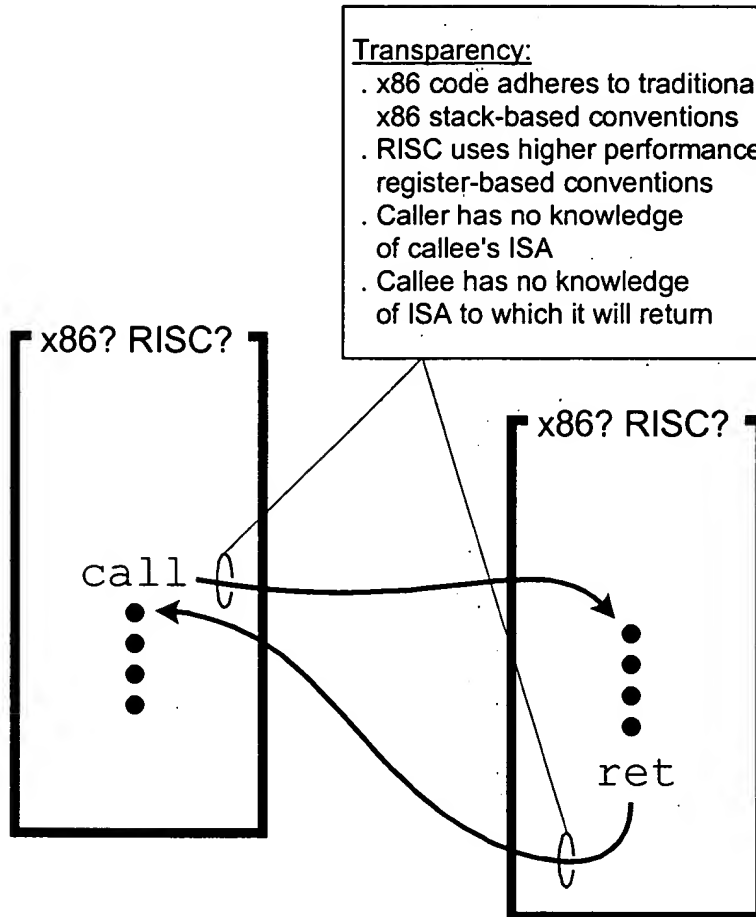 Transparency:
. x86 code adheres to traditiona
x86 stack-based conventions
. RISC uses higher performance
register-based conventions
. Caller has no knowledge
of callee's ISA
. Callee has no knowledge
of ISA to which it will return
x86? RISC?
x86? RISC?
call
ret